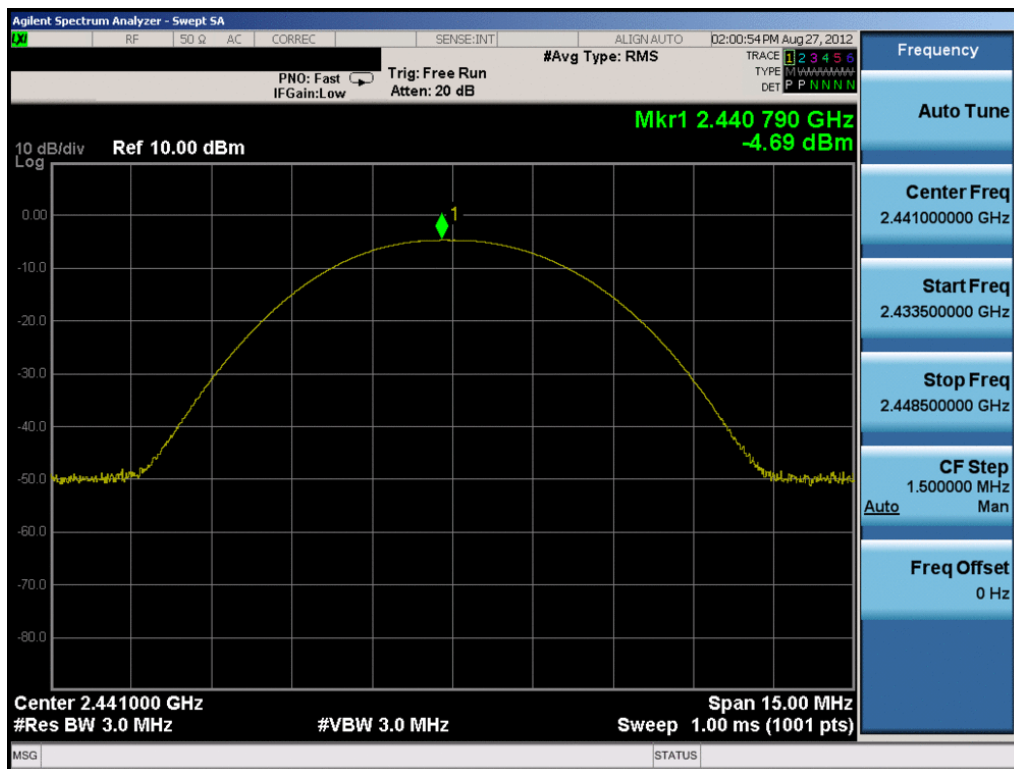 Agilent Spectrum Analyzer - Swept SA
LXI RF 50 Ω AC CORREC SENSE:INT ALIGNAUTO 02:00:54 PM Aug 27, 2012
#Avg Type: RMS
TRACE 1 2 3 4 5 6
TYPE M WWWWW
DET P P N N N N
PNO: Fast
IFGain:Low
Trig: Free Run
Atten: 20 dB
Mkr1 2.440 790 GHz
-4.69 dBm
10 dB/div Ref 10.00 dBm
Log
1
0.00
-10.0
-20.0
-30.0
-40.0
-50.0
-60.0
-70.0
-80.0
Center 2.441000 GHz Span 15.00 MHz
#Res BW 3.0 MHz #VBW 3.0 MHz Sweep 1.00 ms (1001 pts)
MSG STATUS
Frequency
Auto Tune
Center Freq
2.441000000 GHz
Start Freq
2.433500000 GHz
Stop Freq
2.448500000 GHz
CF Step
1.500000 MHz
Auto Man
Freq Offset
0 Hz